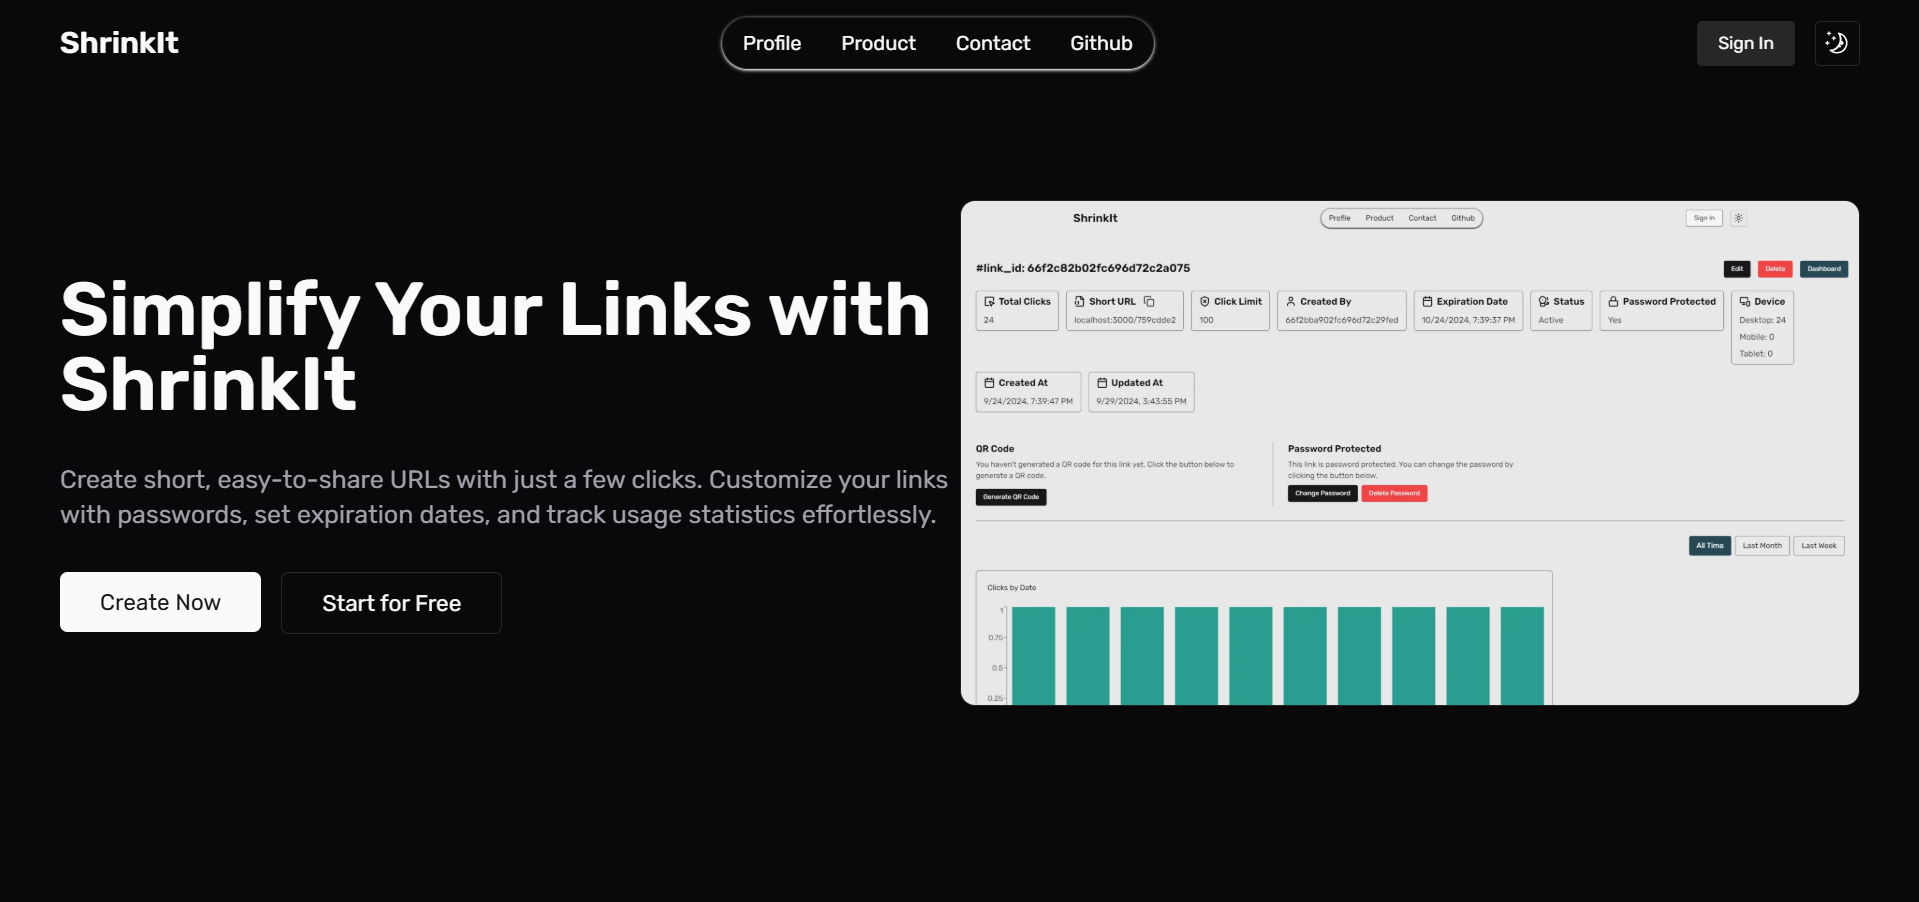 ShrinkIt
Profile Product Contact Github
Sign In
Simplify Your Links with
ShrinkIt
Create short, easy-to-share URLs with just a few clicks. Customize your links
with passwords, set expiration dates, and track usage statistics effortlessly.
Create Now
Start for Free
ShrinkIt
Profile Product Contact Github
Sign In
#link_id: 66f2c82b02fc696d72c2a075
Edit Delete Dashboard
Total Clicks
24
Short URL
localhost:3000/759cdde2
Click Limit
100
Created By
66f2bba902fc696d72c29fed
Expiration Date
10/24/2024, 7:39:37 PM
Status
Active
Password Protected
Yes
Device
Desktop: 24
Mobile: 0
Tablet: 0
Created At
9/24/2024, 7:39:47 PM
Updated At
9/29/2024, 3:43:55 PM
QR Code
You haven't generated a QR code for this link yet. Click the button below to
generate a QR code.
Generate QR Code
Password Protected
This link is password protected. You can change the password by
clicking the button below.
Change Password Delete Password
All Time Last Month Last Week
Clicks by Date
1
0.75
0.5
0.25